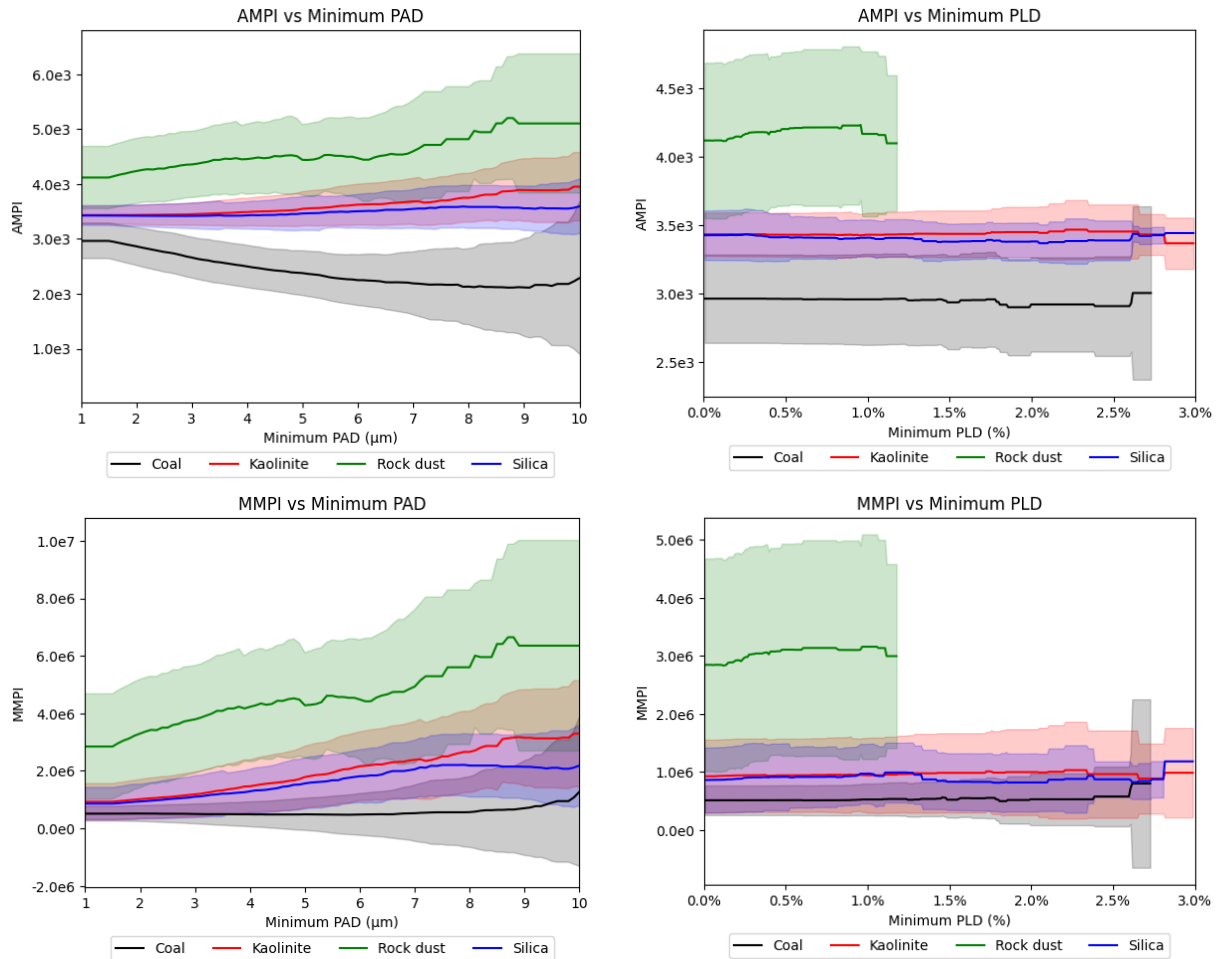 AMPI vs Minimum PAD
6.0e3
5.0e3
4.0e3
3.0e3
2.0e3
1.0e3
AMPI
1 2 3 4 5 6 7 8 9 10
Minimum PAD (µm)
Coal Kaolinite Rock dust Silica
AMPI vs Minimum PLD
4.5e3
4.0e3
3.5e3
3.0e3
2.5e3
AMPI
0.0% 0.5% 1.0% 1.5% 2.0% 2.5% 3.0%
Minimum PLD (%)
Coal Kaolinite Rock dust Silica
MMPI vs Minimum PAD
1.0e7
8.0e6
6.0e6
4.0e6
2.0e6
0.0e0
-2.0e6
MMPI
1 2 3 4 5 6 7 8 9 10
Minimum PAD (µm)
Coal Kaolinite Rock dust Silica
MMPI vs Minimum PLD
5.0e6
4.0e6
3.0e6
2.0e6
1.0e6
0.0e0
MMPI
0.0% 0.5% 1.0% 1.5% 2.0% 2.5% 3.0%
Minimum PLD (%)
Coal Kaolinite Rock dust Silica